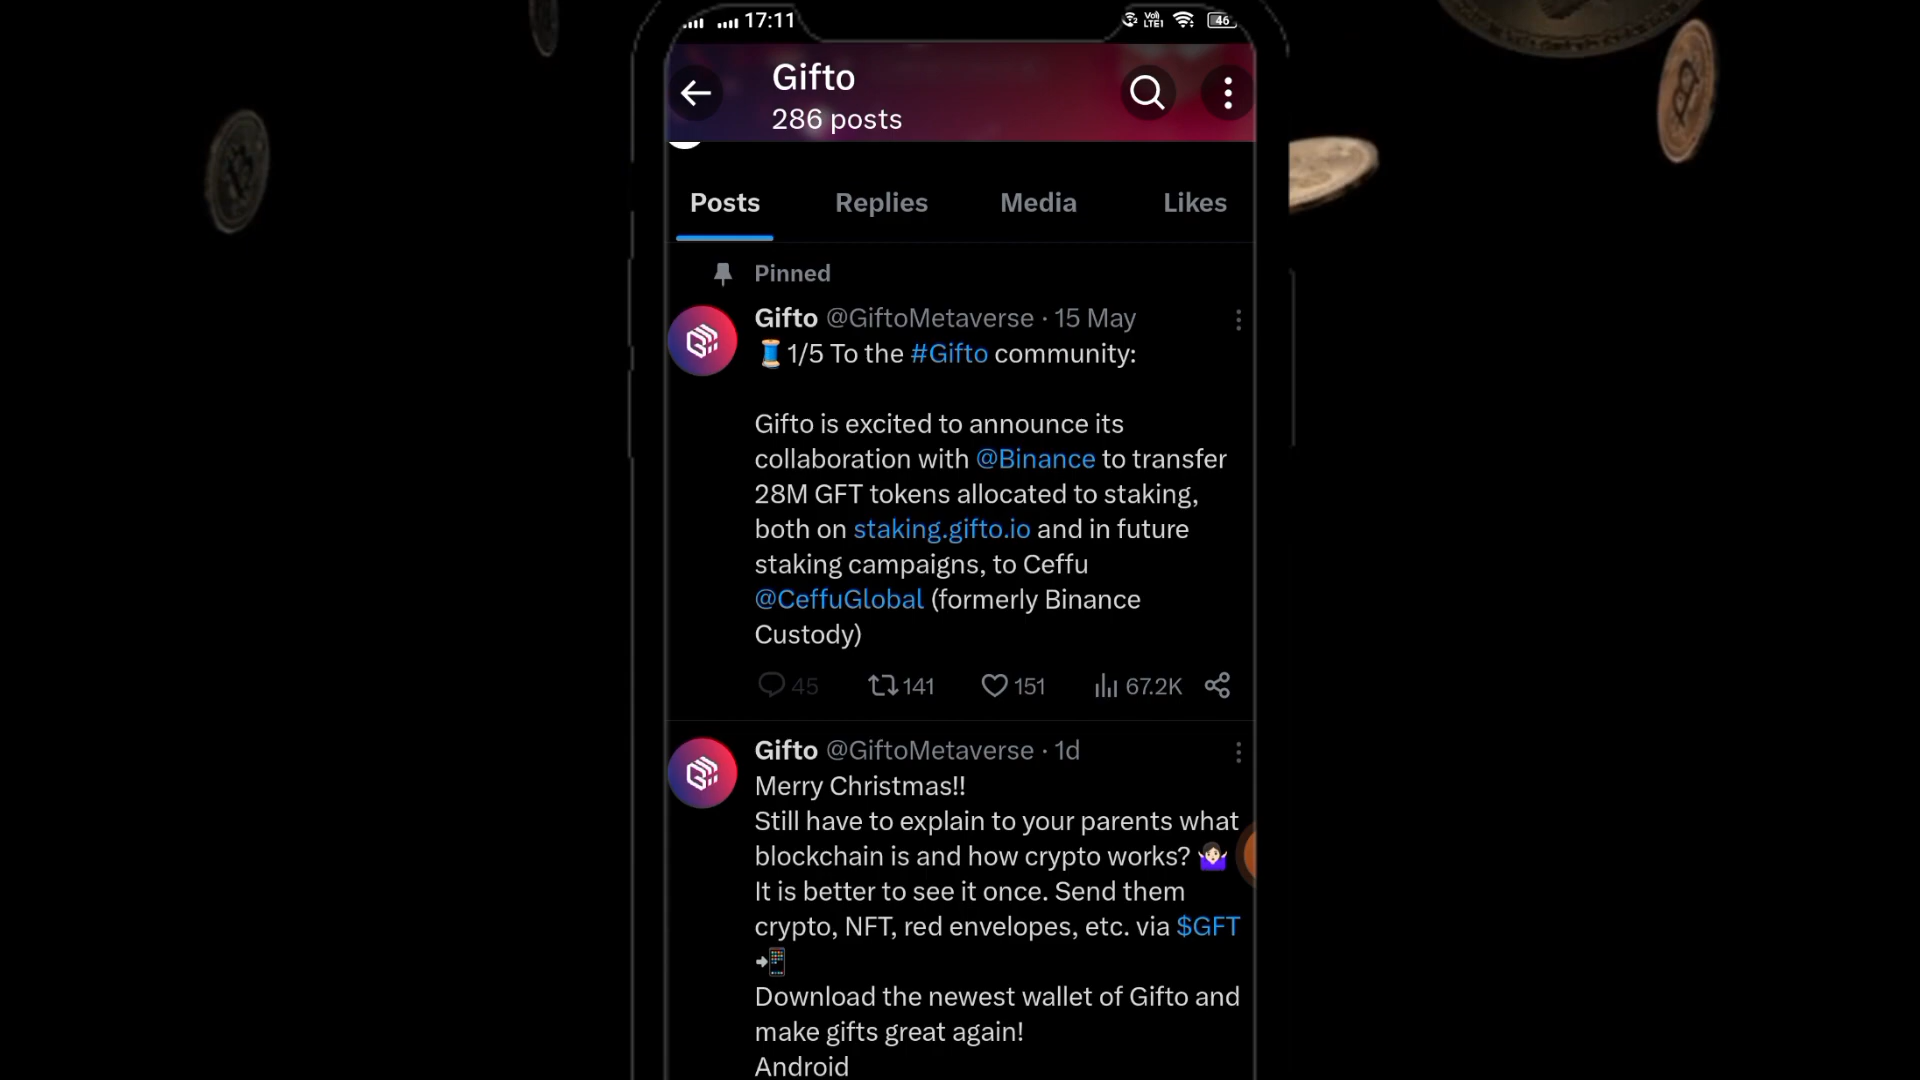 17:11
Vo)
LTE1
46
Gifto
286 posts
Posts
Replies
Media
Likes
Pinned
Gifto @GiftoMetaverse · 15 May
🧵1/5 To the #Gifto community:
Gifto is excited to announce its
collaboration with @Binance to transfer
28M GFT tokens allocated to staking,
both on staking.gifto.io and in future
staking campaigns, to Ceffu
@CeffuGlobal (formerly Binance
Custody)
45
141
151
67.2K
Gifto @GiftoMetaverse · 1d
Merry Christmas!!
Still have to explain to your parents what
blockchain is and how crypto works? 🤷🏻‍♀️
It is better to see it once. Send them
crypto, NFT, red envelopes, etc. via $GFT
📲
Download the newest wallet of Gifto and
make gifts great again!
Android